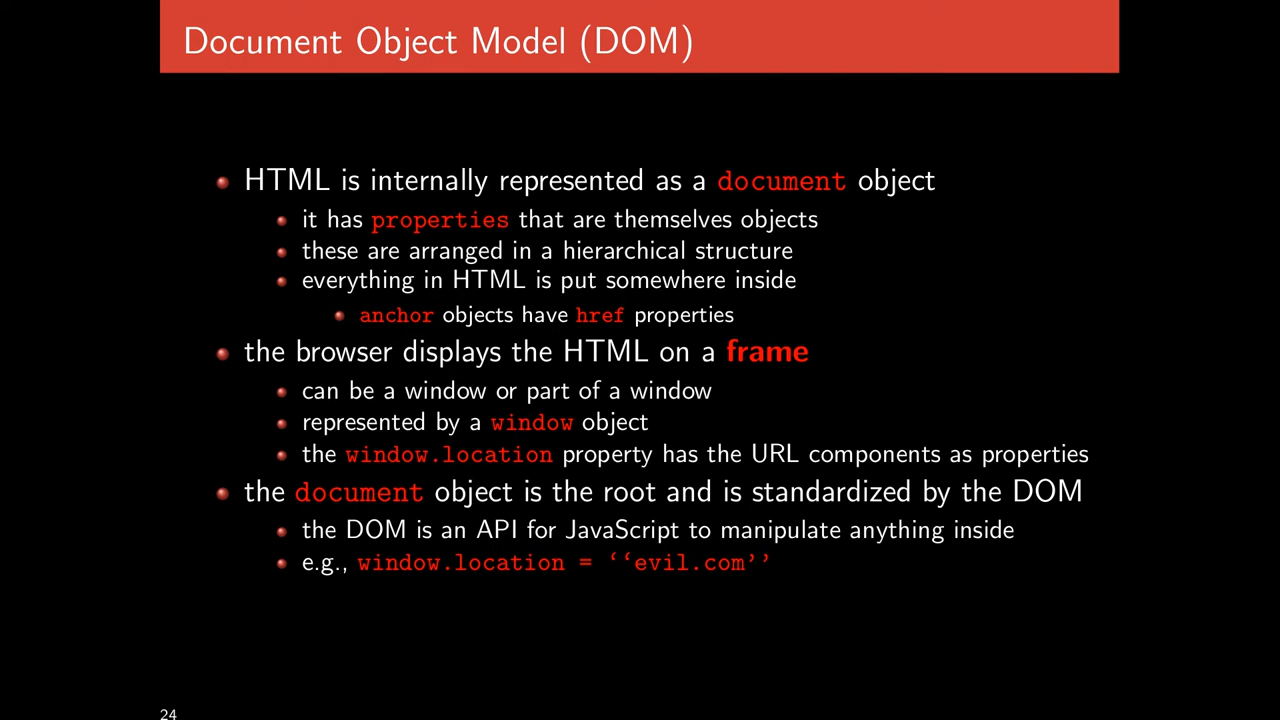 Document Object Model (DOM)
HTML is internally represented as a document object
it has properties that are themselves objects
these are arranged in a hierarchical structure
everything in HTML is put somewhere inside
anchor objects have href properties
the browser displays the HTML on a frame
can be a window or part of a window
represented by a window object
the window.location property has the URL components as properties
the document object is the root and is standardized by the DOM
the DOM is an API for JavaScript to manipulate anything inside
e.g., window.location = ‘‘evil.com’’
24